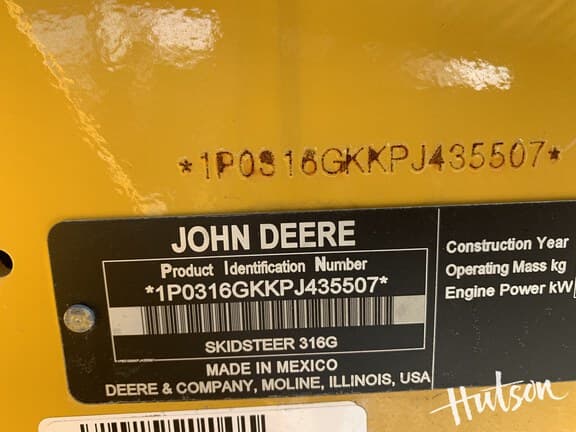 *1P0316GKKPJ435507*
JOHN DEERE
Product Identification Number
*1P0316GKKPJ435507*
SKIDSTEER 316G
MADE IN MEXICO
DEERE & COMPANY, MOLINE, ILLINOIS, USA
Construction Year
Operating Mass kg
Engine Power kW
Hutson